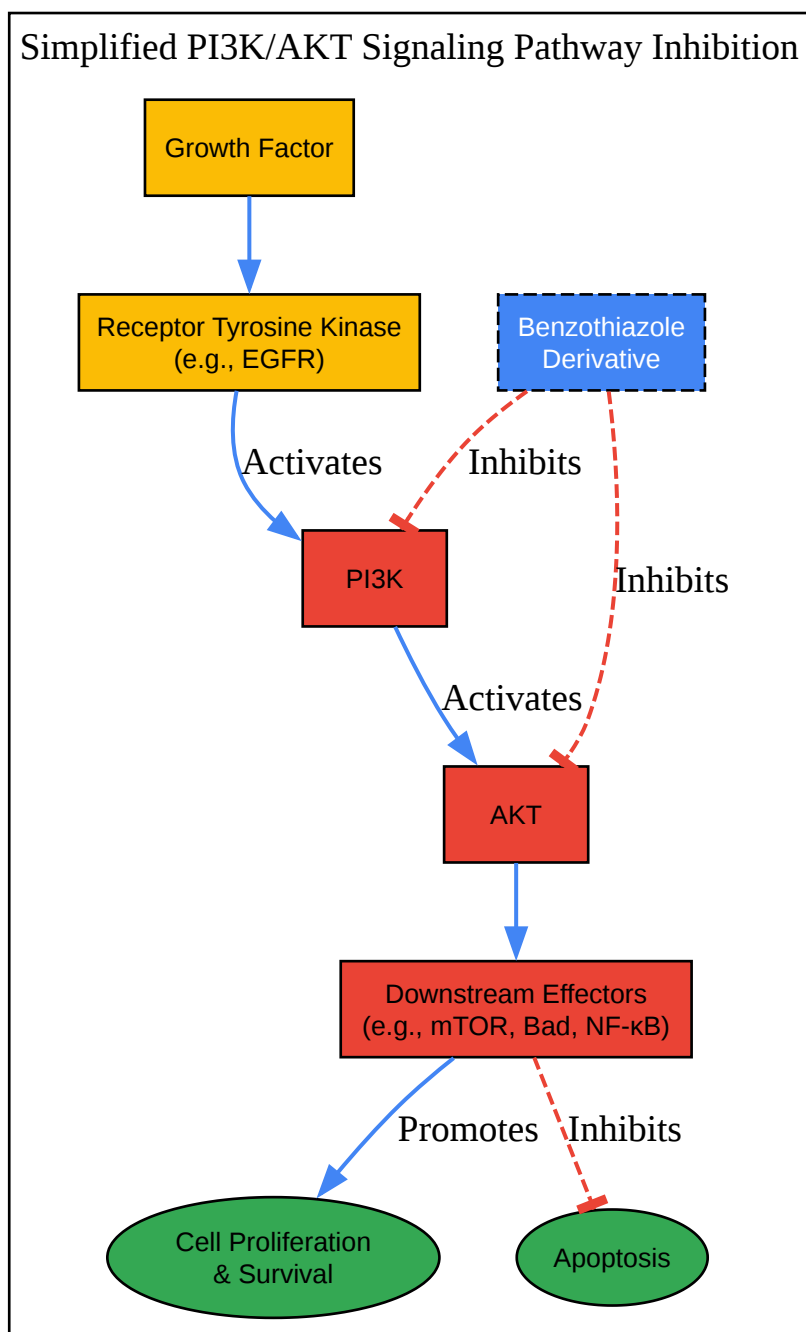 Simplified PI3K/AKT Signaling Pathway Inhibition
Growth Factor
Receptor Tyrosine Kinase
(e.g., EGFR)
Benzothiazole
Derivative
Activates
Inhibits
PI3K
Inhibits
Activates
AKT
Downstream Effectors
(e.g., mTOR, Bad, NF-κB)
Promotes
Inhibits
Cell Proliferation
& Survival
Apoptosis